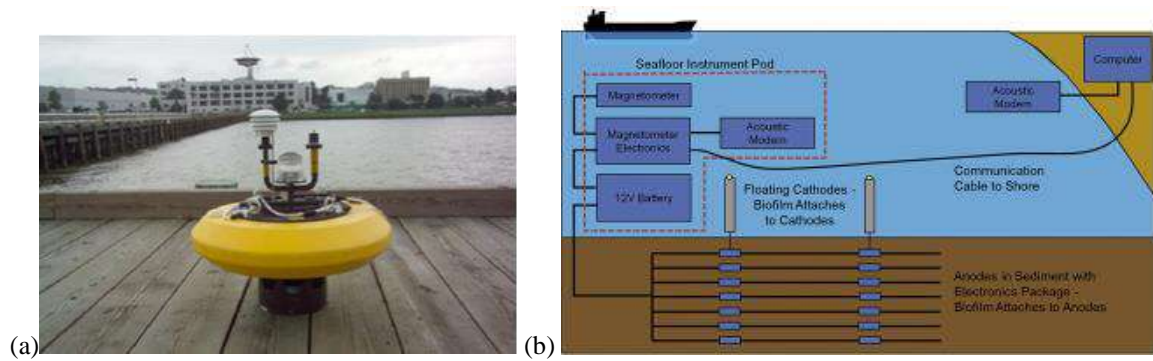 (a)
(b)
Seafloor Instrument Pod
Computer
Magnetometer
Acoustic
Modem
Magnetometer
Electronics
Acoustic
Modem
Communication
Cable to Shore
12V Battery
Floating Cathodes -
Biofilm Attaches
to Cathodes
Anodes in Sediment with
Electronics Package -
Biofilm Attaches to Anodes